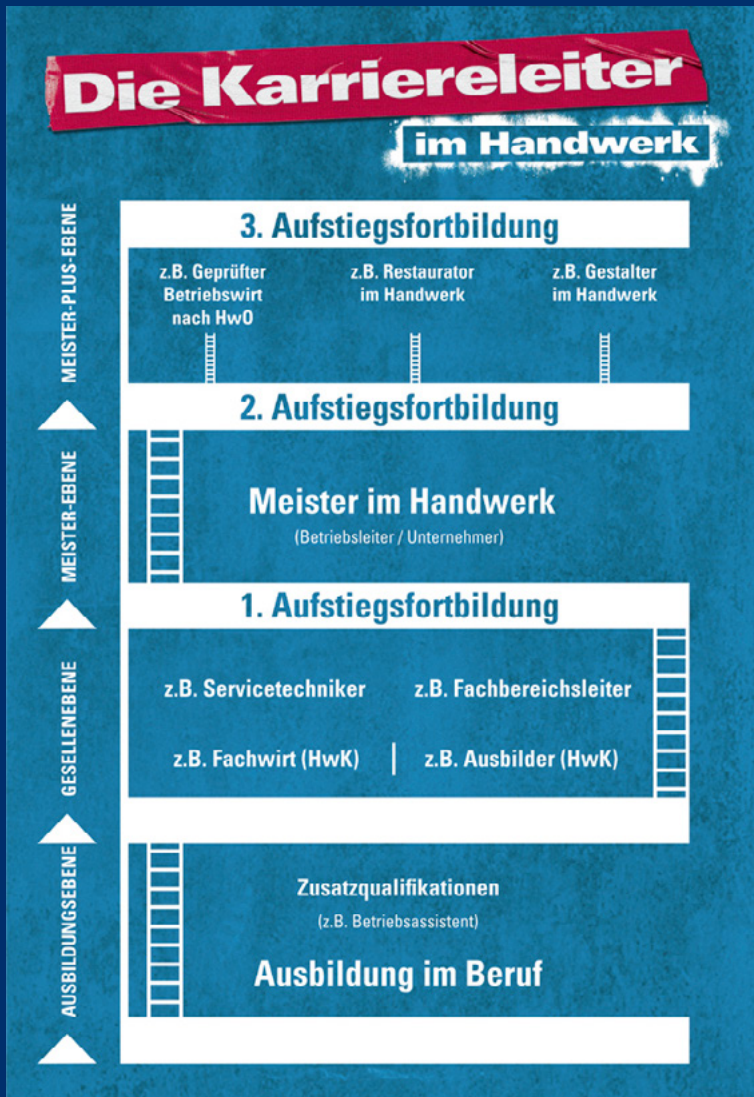 Die Karriereleiter
im Handwerk
MEISTER-PLUS-EBENE
3. Aufstiegsfortbildung
z.B. Geprüfter
Betriebswirt
nach HwO
z.B. Restaurator
im Handwerk
z.B. Gestalter
im Handwerk
MEISTER-EBENE
2. Aufstiegsfortbildung
Meister im Handwerk
(Betriebsleiter / Unternehmer)
GESELLENEBENE
1. Aufstiegsfortbildung
z.B. Servicetechniker
z.B. Fachbereichsleiter
z.B. Fachwirt (HwK)
z.B. Ausbilder (HwK)
AUSBILDUNGSEBENE
Zusatzqualifikationen
(z.B. Betriebsassistent)
Ausbildung im Beruf